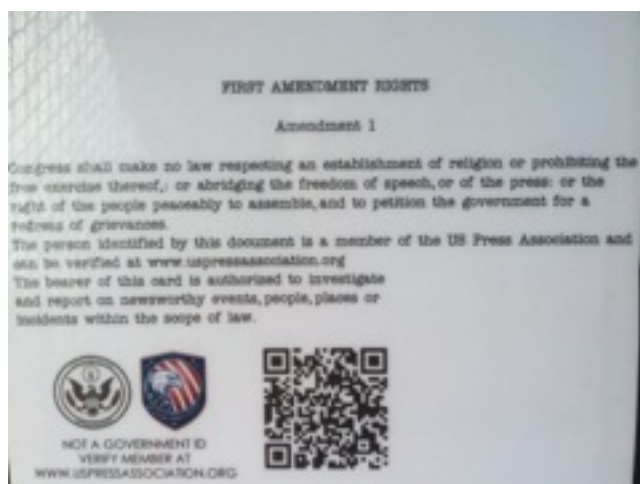 FIRST AMENDMENT RIGHTS
Amendment 1
Congress shall make no law respecting an establishment of religion or prohibiting the
free exercise thereof,: or abridging the freedom of speech, or of the press: or the
right of the people peaceably to assemble, and to petition the government for a
redress of grievances.
The person identified by this document is a member of the US Press Association and
can be verified at www.uspressassociation.org
The bearer of this card is authorized to investigate
and report on newsworthy events, people, places or
incidents within the scope of law.
NOT A GOVERNMENT ID
VERIFY MEMBER AT
WWW.USPRESSASSOCIATION.ORG